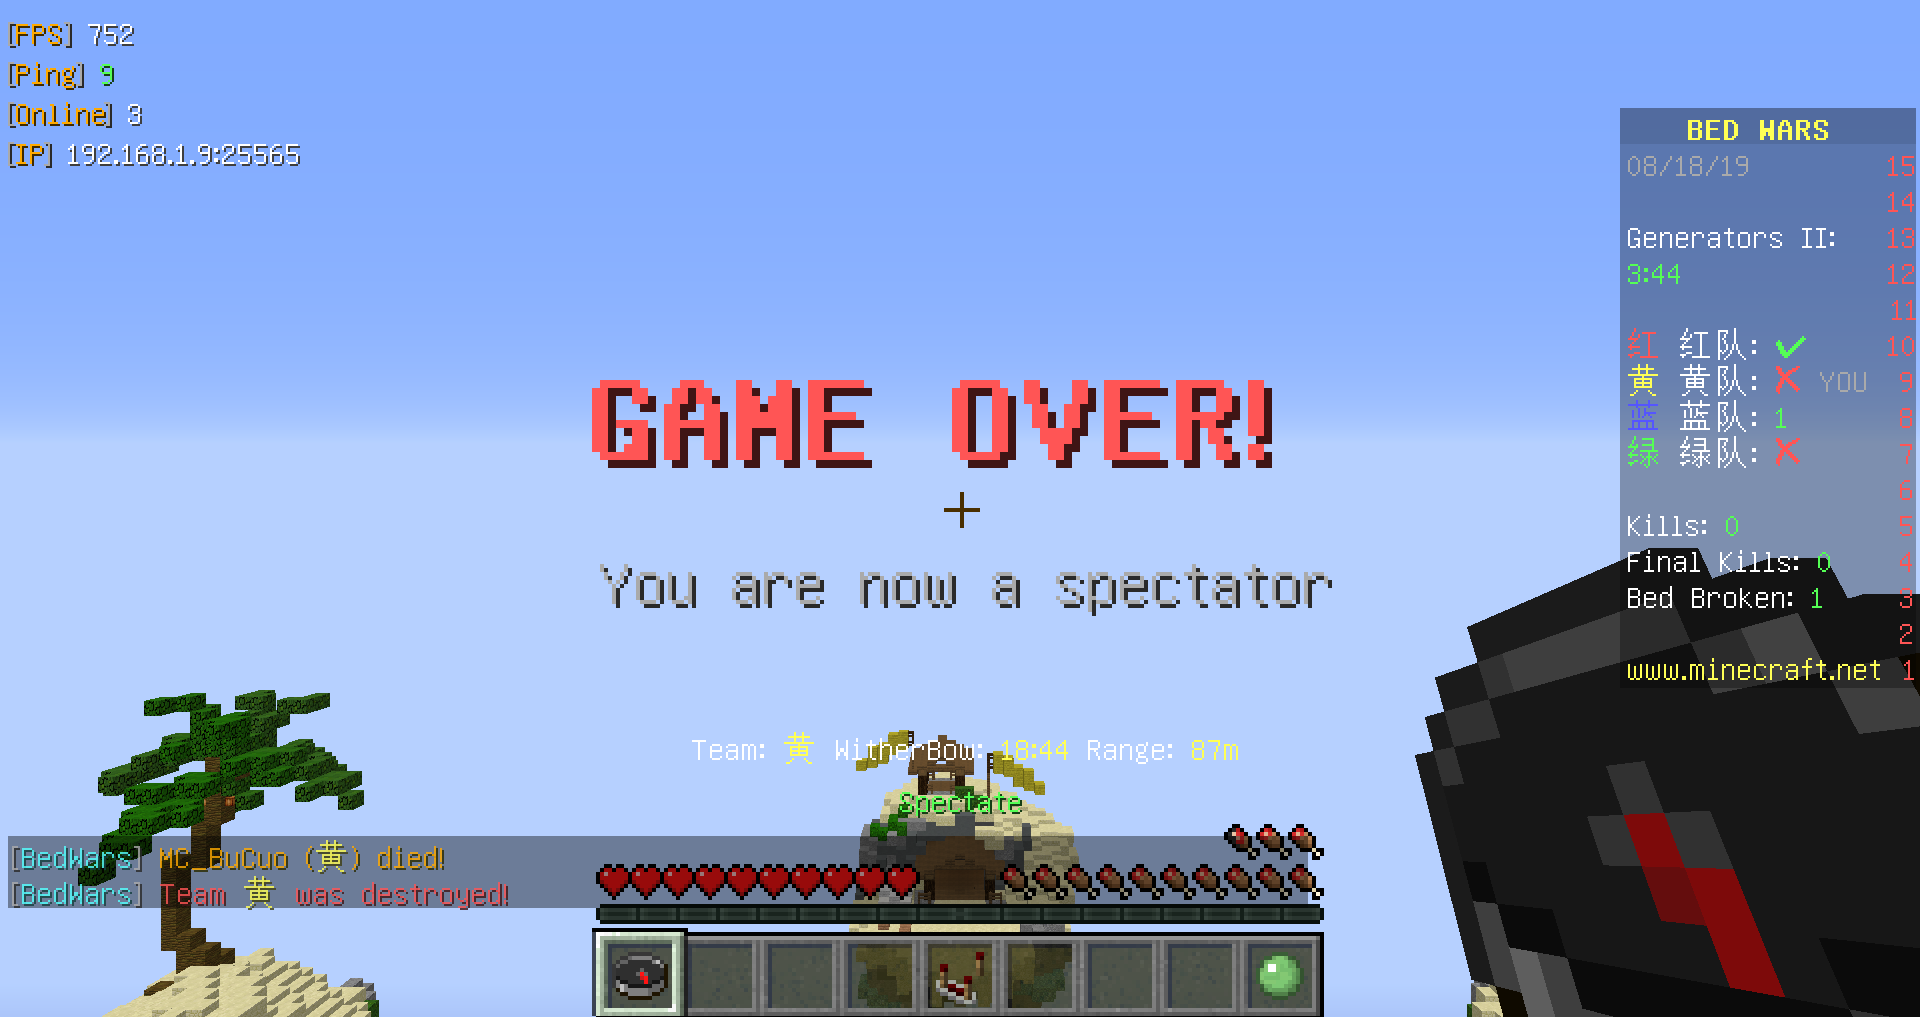 [FPS] 752
[Ping] 9
[Online] 3
[IP] 192.168.1.9:25565
BED WARS
08/18/19 15
14
Generators II: 13
3:44 12
11
红 红队: ✔ 10
黄 黄队: ✘ YOU 9
蓝 蓝队: 1 8
绿 绿队: ✘ 7
6
Kills: 0 5
Final Kills: 0 4
Bed Broken: 1 3
2
www.minecraft.net 1
GAME OVER!
You are now a spectator
Team: 黄 WitherBow: 18:44 Range: 87m
Spectate
[BedWars] MC_BuCuo (黄) died!
[BedWars] Team 黄 was destroyed!